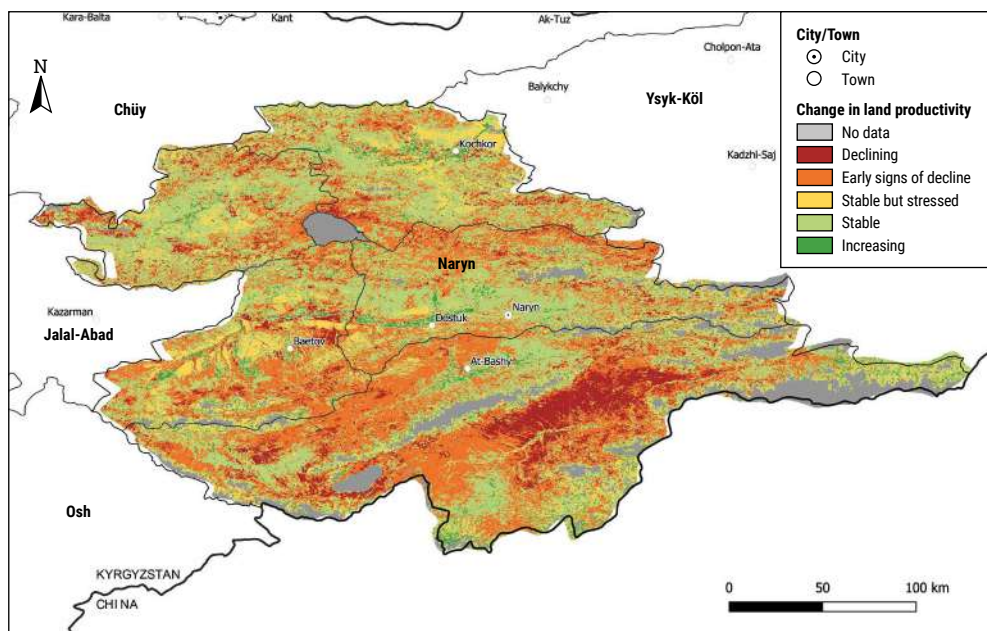 Kara-Balta
Kant
Ak-Tuz
Cholpon-Ata
Balykchy
Ysyk-Köl
Kadzhi-Saj
N
Chüy
Kochkor
Naryn
Naryn
Dostuk
Kazarman
Jalal-Abad
Baetov
At-Bashy
Osh
KYRGYZSTAN
CHINA
0 50 100 km
City/Town
City
Town
Change in land productivity
No data
Declining
Early signs of decline
Stable but stressed
Stable
Increasing